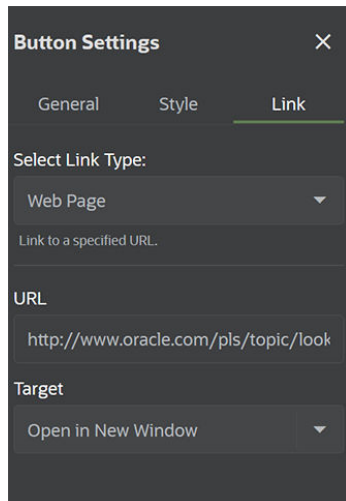 Button Settings
General Style Link
Select Link Type:
Web Page
Link to a specified URL.
URL
http://www.oracle.com/pls/topic/look
Target
Open in New Window